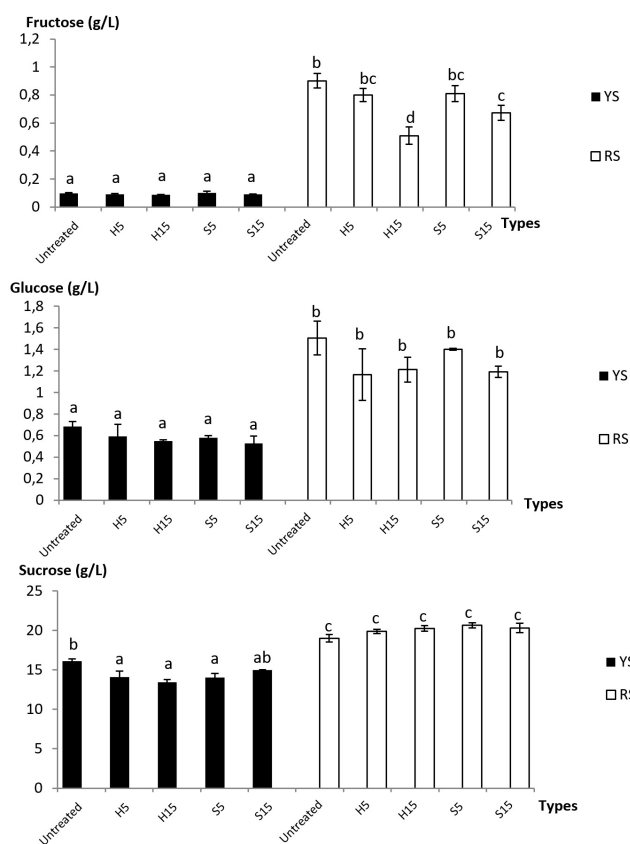 Fructose (g/L)
1,2
1
0,8
0,6
0,4
0,2
0
a a a a a b bc d bc c
Untreated H5 H15 S5 S15 Untreated H5 H15 S5 S15
Types
YS
RS
Glucose (g/L)
1,8
1,6
1,4
1,2
1
0,8
0,6
0,4
0,2
0
a a a a a b b b b b
Untreated H5 H15 S5 S15 Untreated H5 H15 S5 S15
Types
YS
RS
Sucrose (g/L)
25
20
15
10
5
0
b a a a ab c c c c c
Untreated H5 H15 S5 S15 Untreated H5 H15 S5 S15
Types
YS
RS